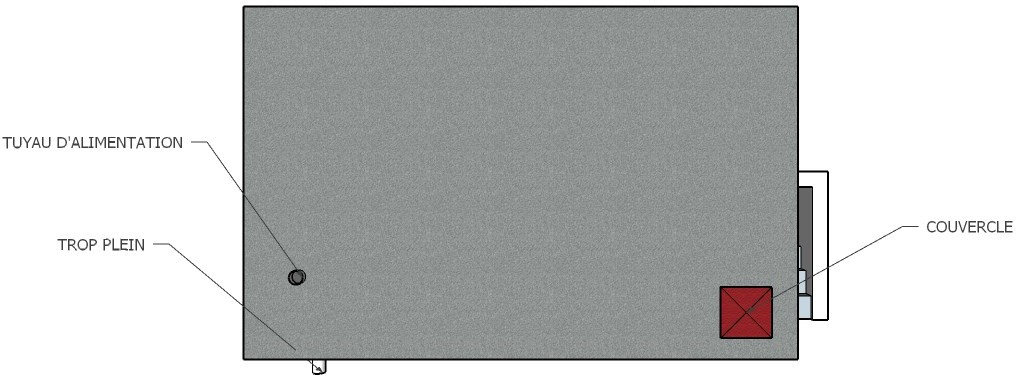 TUYAU D'ALIMENTATION
TROP PLEIN
COUVERCLE